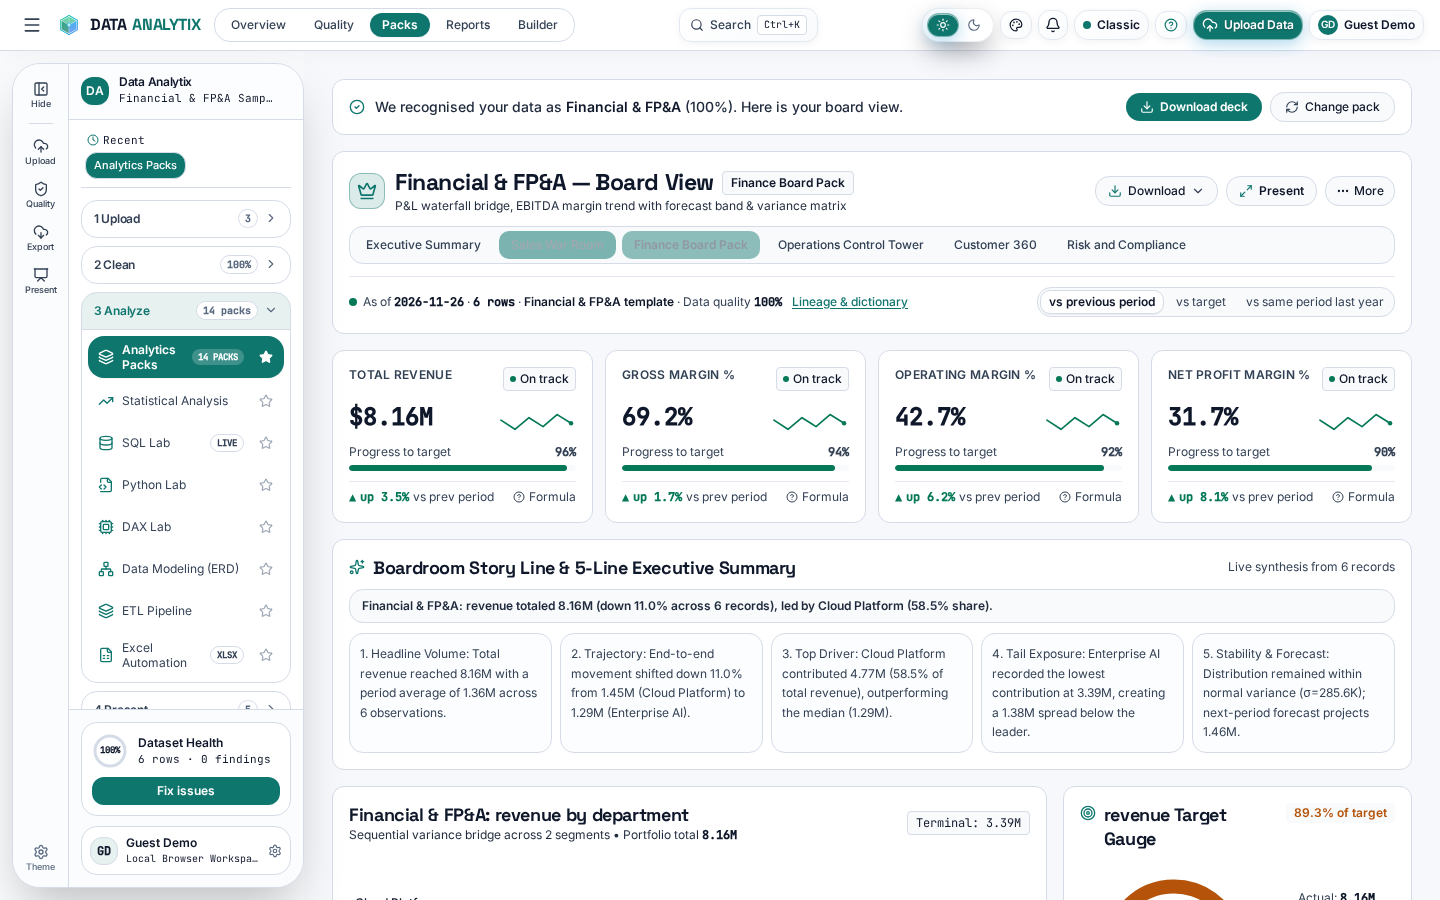 DATA ANALYTIX
Overview
Quality
Packs
Reports
Builder
Search Ctrl+K
Classic
Upload Data
GD Guest Demo
Hide
Upload
Quality
Export
Present
Theme
DA Data Analytix
Financial & FP&A Samp…
Recent
Analytics Packs
1 Upload 3
2 Clean 100%
3 Analyze 14 packs
Analytics Packs 14 PACKS
Statistical Analysis
SQL Lab LIVE
Python Lab
DAX Lab
Data Modeling (ERD)
ETL Pipeline
Excel Automation XLSX
4 Present 5
100% Dataset Health
6 rows · 0 findings
Fix issues
GD Guest Demo
Local Browser Workspa…
We recognised your data as Financial & FP&A (100%). Here is your board view.
Download deck
Change pack
Financial & FP&A — Board View Finance Board Pack
P&L waterfall bridge, EBITDA margin trend with forecast band & variance matrix
Download
Present
··· More
Executive Summary
Finance Board Pack
Operations Control Tower
Customer 360
Risk and Compliance
As of 2026-11-26 · 6 rows · Financial & FP&A template · Data quality 100% Lineage & dictionary
vs previous period
vs target
vs same period last year
TOTAL REVENUE On track
$8.16M
Progress to target 96%
▲ up 3.5% vs prev period Formula
GROSS MARGIN % On track
69.2%
Progress to target 94%
▲ up 1.7% vs prev period Formula
OPERATING MARGIN % On track
42.7%
Progress to target 92%
▲ up 6.2% vs prev period Formula
NET PROFIT MARGIN % On track
31.7%
Progress to target 90%
▲ up 8.1% vs prev period Formula
Boardroom Story Line & 5-Line Executive Summary
Live synthesis from 6 records
Financial & FP&A: revenue totaled 8.16M (down 11.0% across 6 records), led by Cloud Platform (58.5% share).
1. Headline Volume: Total
revenue reached 8.16M with a
period average of 1.36M across
6 observations.
2. Trajectory: End-to-end
movement shifted down 11.0%
from 1.45M (Cloud Platform) to
1.29M (Enterprise AI).
3. Top Driver: Cloud Platform
contributed 4.77M (58.5% of
total revenue), outperforming
the median (1.29M).
4. Tail Exposure: Enterprise AI
recorded the lowest
contribution at 3.39M, creating
a 1.38M spread below the
leader.
5. Stability & Forecast:
Distribution remained within
normal variance (σ=285.6K);
next-period forecast projects
1.46M.
Financial & FP&A: revenue by department
Sequential variance bridge across 2 segments • Portfolio total 8.16M
Terminal: 3.39M
revenue Target
Gauge
89.3% of target
Actual: 8.16M